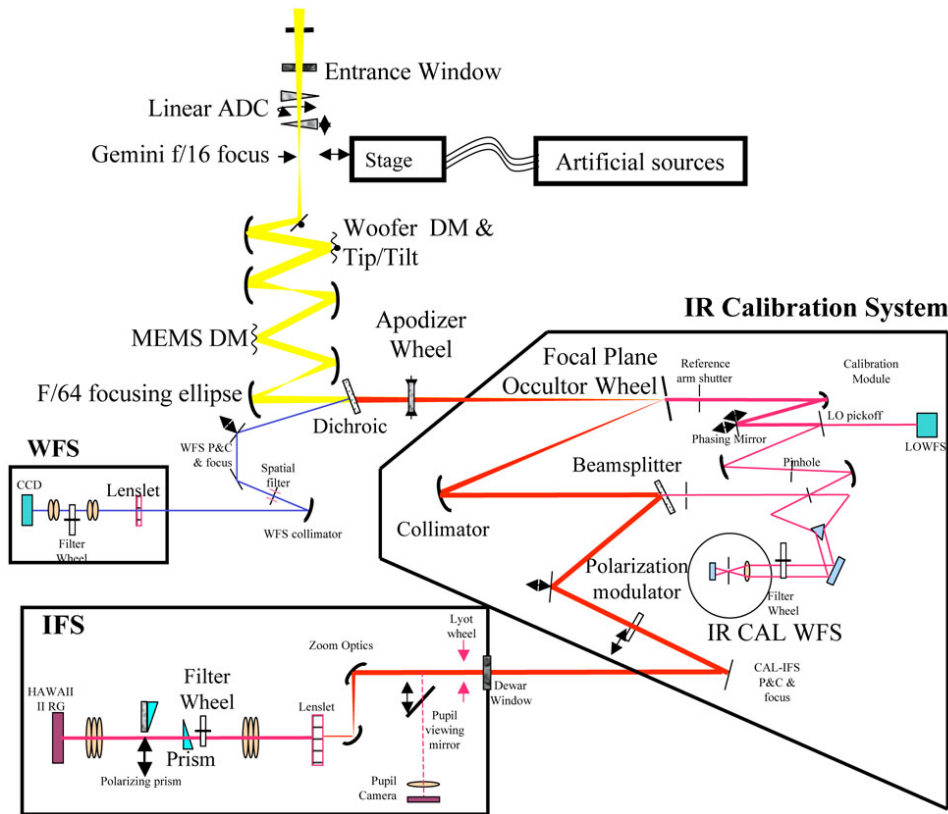 Entrance Window
Linear ADC
Gemini f/16 focus
Stage
Artificial sources
Woofer DM &
Tip/Tilt
IR Calibration System
MEMS DM
Apodizer
Wheel
Focal Plane
Occultor Wheel
Reference
arm shutter
Calibration
Module
F/64 focusing ellipse
Dichroic
Phasing Mirror
LO pickoff
LOWFS
WFS P&C
& focus
WFS
CCD
Lenslet
Filter
Wheel
Spatial
filter
WFS collimator
Beamsplitter
Pinhole
Collimator
Polarization
modulator
Filter
Wheel
IR CAL WFS
IFS
Zoom Optics
Lyot
wheel
CAL-IFS
P&C &
focus
Dewar
Window
HAWAII
II RG
Filter
Wheel
Lenslet
Prism
Polarizing prism
Pupil
viewing
mirror
Pupil
Camera